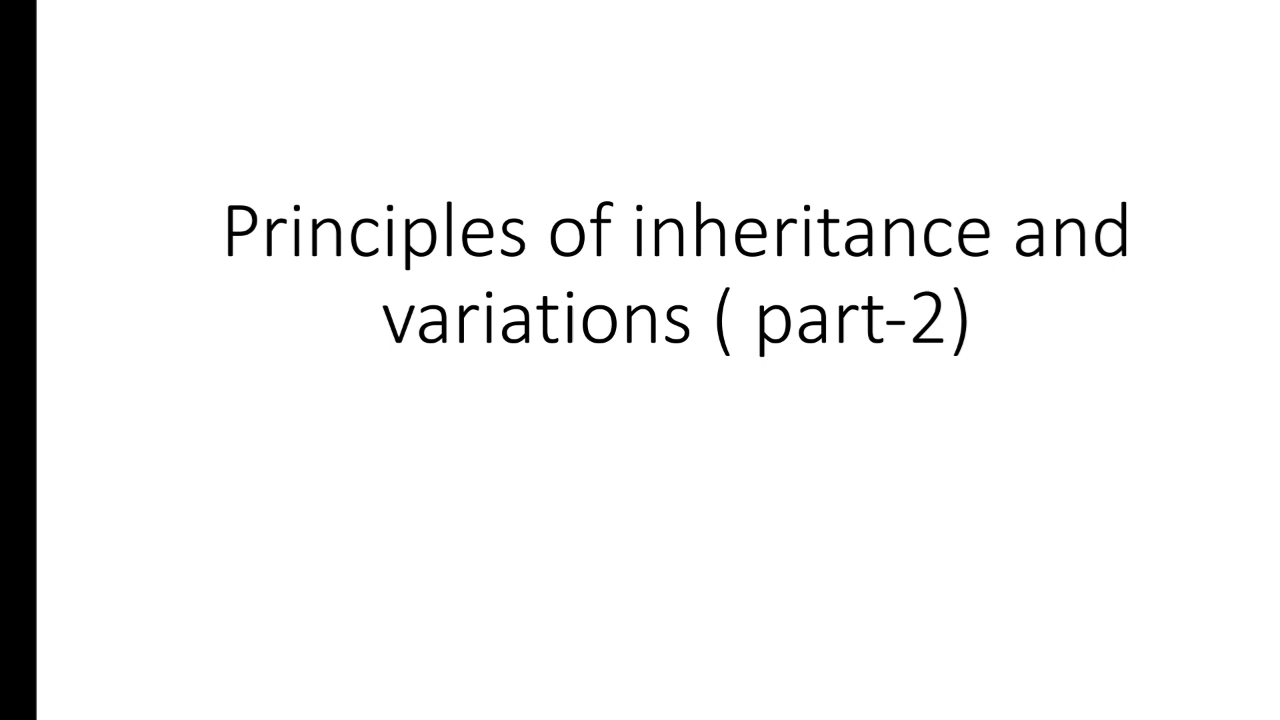 Principles of inheritance and
variations ( part-2)